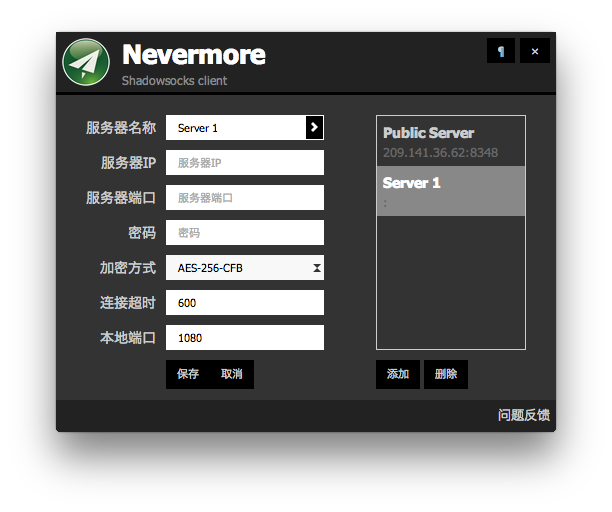 Nevermore
Shadowsocks client
¶ ×
服务器名称 Server 1
服务器IP 服务器IP
服务器端口 服务器端口
密码 密码
加密方式 AES-256-CFB
连接超时 600
本地端口 1080
保存 取消
Public Server
209.141.36.62:8348
Server 1
:
添加 删除
问题反馈